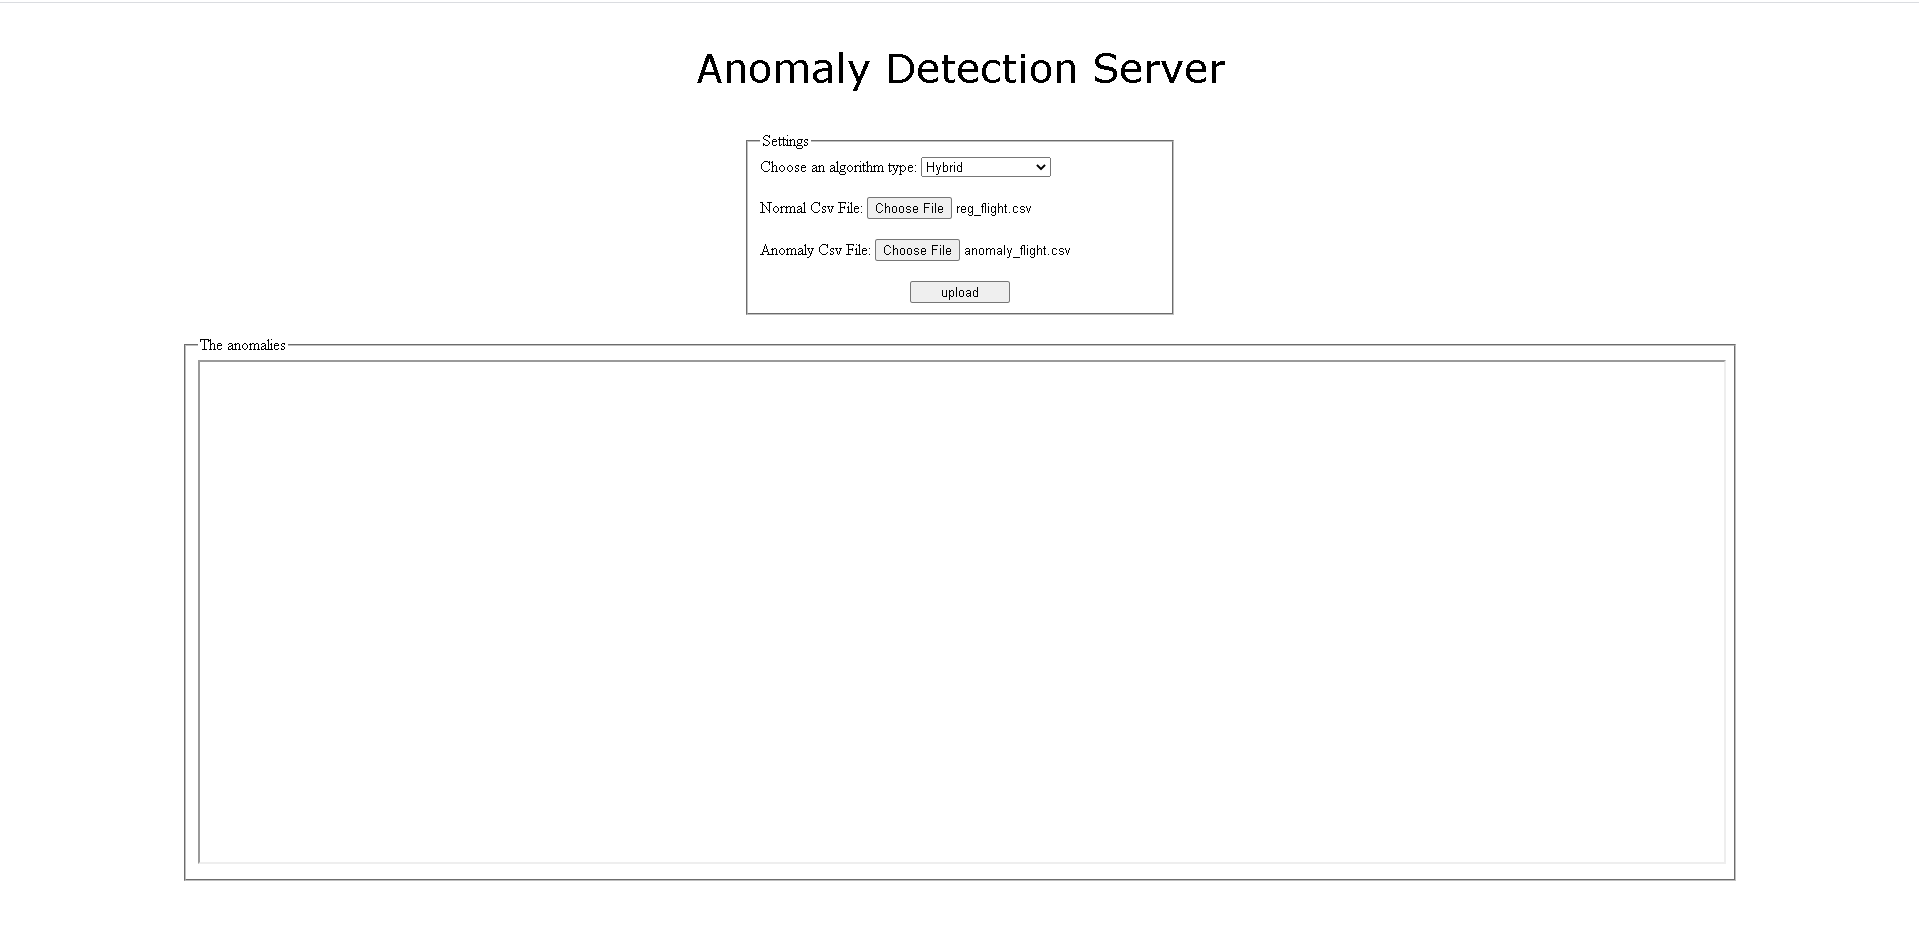 Anomaly Detection Server
Settings
Choose an algorithm type: Hybrid
Normal Csv File: Choose File reg_flight.csv
Anomaly Csv File: Choose File anomaly_flight.csv
upload
The anomalies